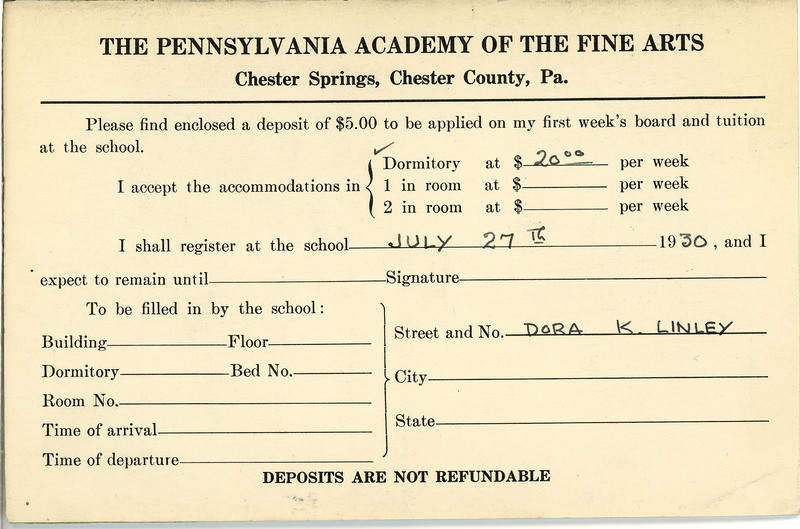 THE PENNSYLVANIA ACADEMY OF THE FINE ARTS
Chester Springs, Chester County, Pa.
Please find enclosed a deposit of $5.00 to be applied on my first week's board and tuition
at the school.
I accept the accommodations in
Dormitory at $ 20⁰⁰ per week
1 in room at $ per week
2 in room at $ per week
I shall register at the school JULY 27 TH 1930, and I
expect to remain until Signature
To be filled in by the school:
Building Floor
Dormitory Bed No.
Room No.
Time of arrival
Time of departure
Street and No. DORA K. LINLEY
City
State
DEPOSITS ARE NOT REFUNDABLE